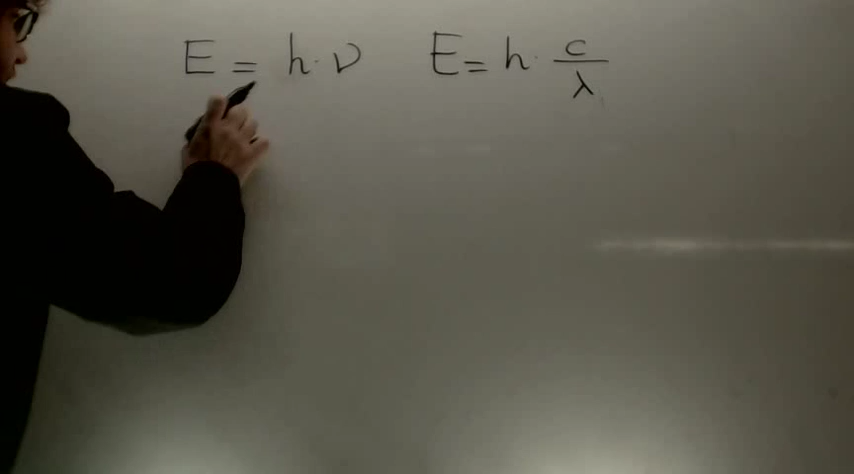 E = h · ν E = h · c/λ